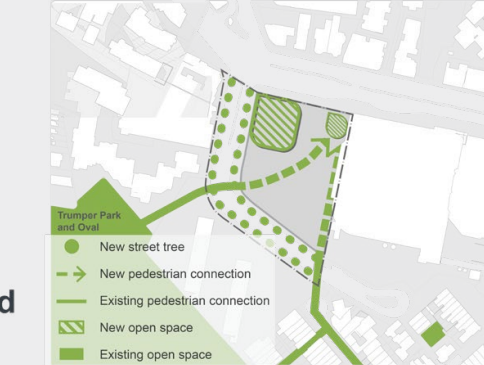 Trumper Park
and Oval
New street tree
New pedestrian connection
Existing pedestrian connection
New open space
Existing open space